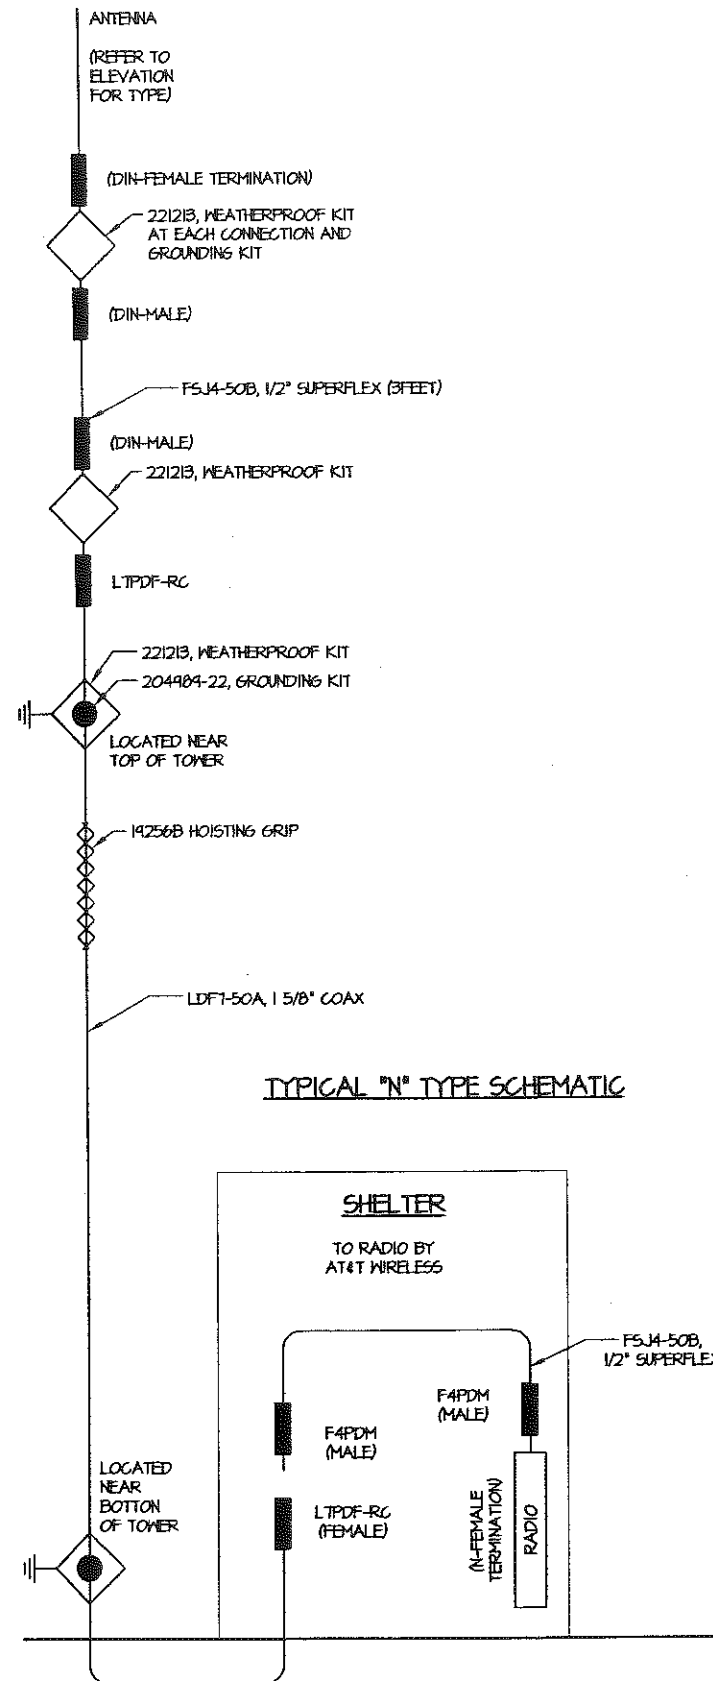 ANTENNA
(REFER TO
ELEVATION
FOR TYPE)
(DIN-FEMALE TERMINATION)
221213, WEATHERPROOF KIT
AT EACH CONNECTION AND
GROUNDING KIT
(DIN-MALE)
FSJ4-50B, 1/2" SUPERFLEX (3FEET)
(DIN-MALE)
221213, WEATHERPROOF KIT
L7PDF-RC
221213, WEATHERPROOF KIT
204989-22, GROUNDING KIT
LOCATED NEAR
TOP OF TOWER
19256B HOISTING GRIP
LDF7-50A, 1 5/8" COAX
TYPICAL "N" TYPE SCHEMATIC
SHELTER
TO RADIO BY
AT&T WIRELESS
FSJ4-50B,
1/2" SUPERFLEX
F4PDM
(MALE)
F4PDM
(MALE)
LOCATED
NEAR
BOTTON
OF TOWER
L7PDF-RC
(FEMALE)
(N-FEMALE
TERMINATION)
RADIO